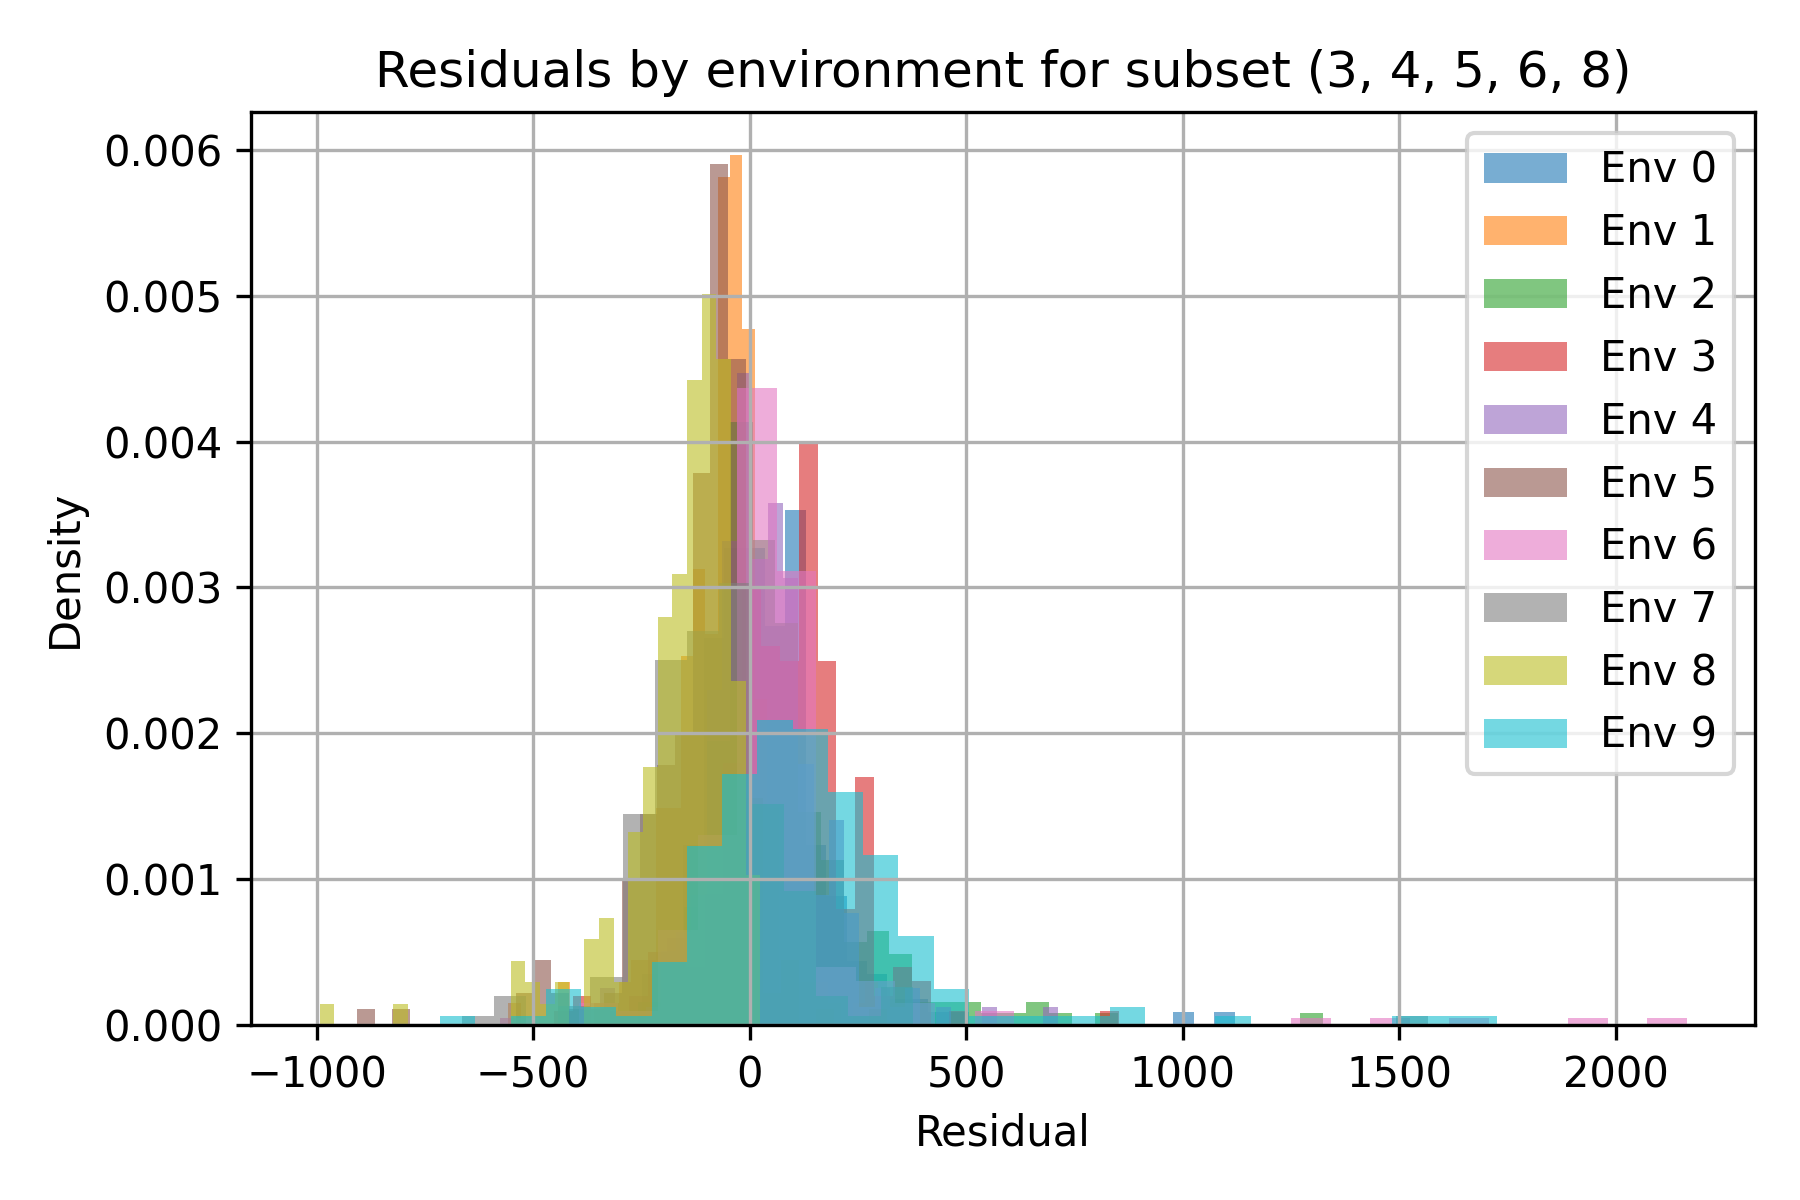 Residuals by environment for subset (3, 4, 5, 6, 8)
0.006
0.005
0.004
0.003
0.002
0.001
0.000
Density
−1000
−500
0
500
1000
1500
2000
Residual
Env 0
Env 1
Env 2
Env 3
Env 4
Env 5
Env 6
Env 7
Env 8
Env 9